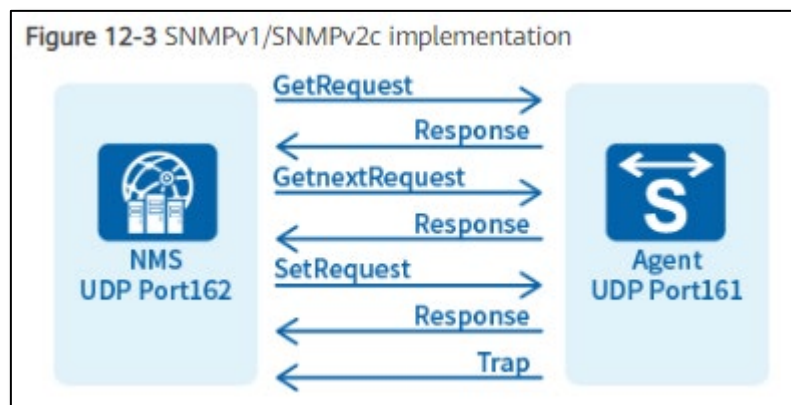 Figure 12-3 SNMPv1/SNMPv2c implementation
GetRequest
Response
GetnextRequest
Response
SetRequest
Response
Trap
NMS
UDP Port162
S
Agent
UDP Port161